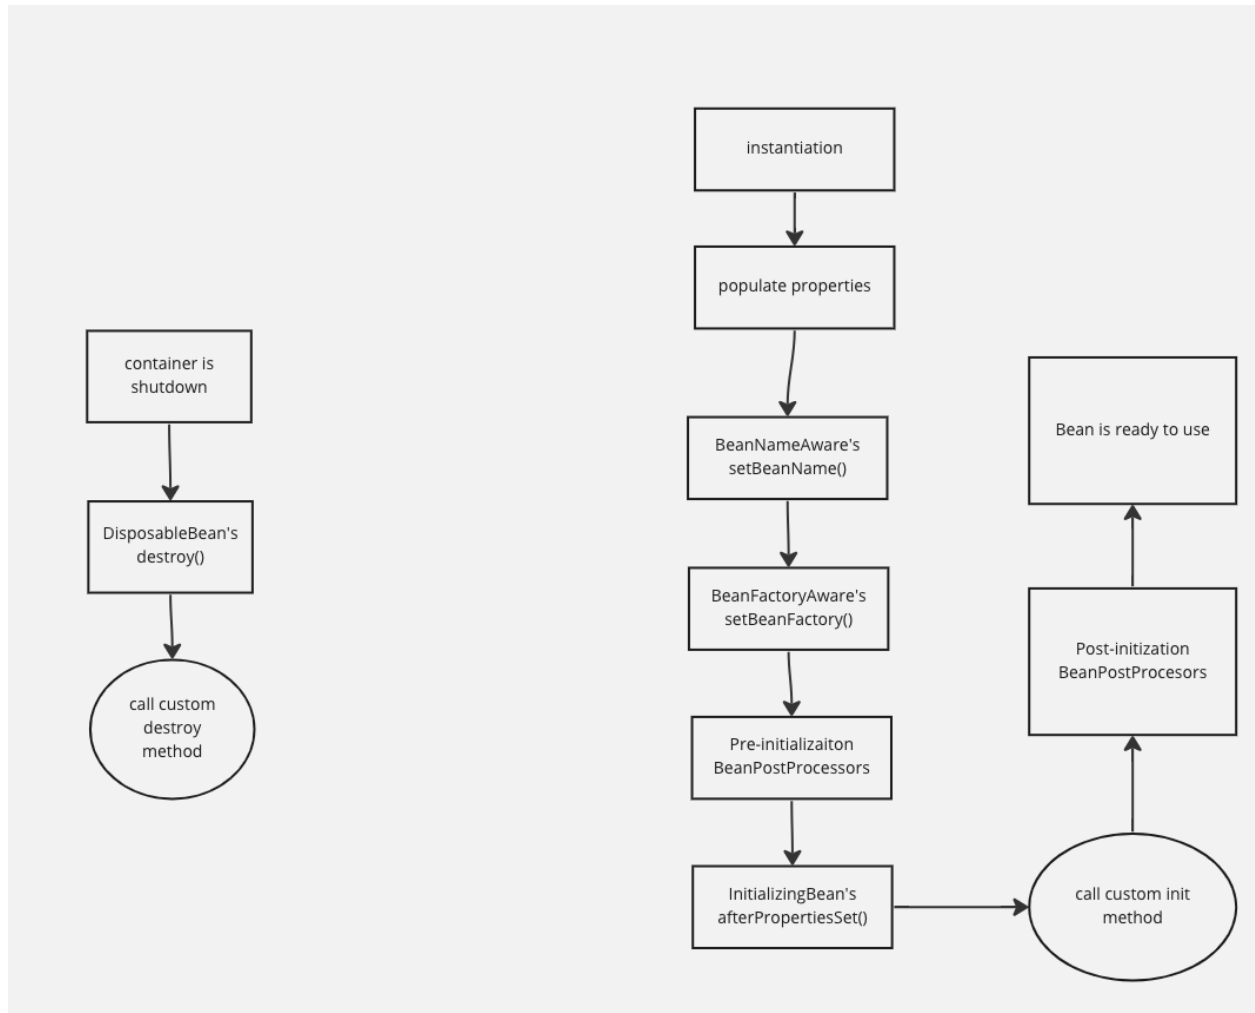 instantiation
populate properties
BeanNameAware's
setBeanName()
BeanFactoryAware's
setBeanFactory()
Pre-initializaiton
BeanPostProcessors
InitializingBean's
afterPropertiesSet()
call custom init
method
Post-initization
BeanPostProcesors
Bean is ready to use
container is
shutdown
DisposableBean's
destroy()
call custom
destroy
method